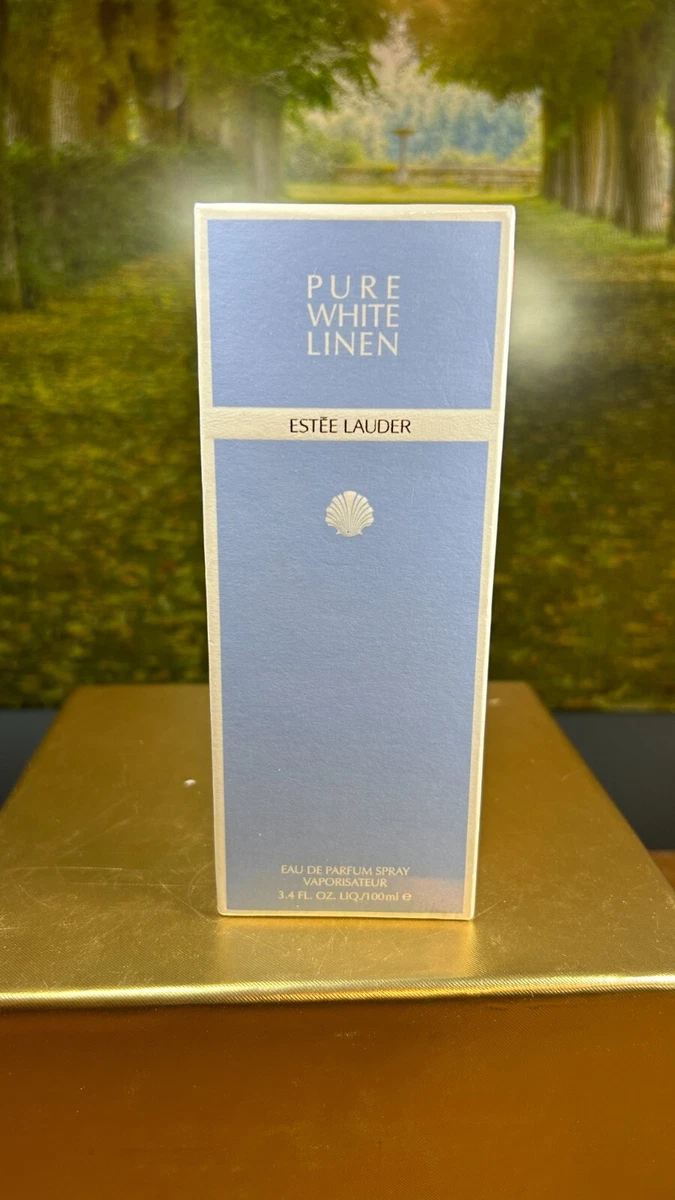 PURE
WHITE
LINEN
ESTĒE LAUDER
EAU DE PARFUM SPRAY
VAPORISATEUR
3.4 FL. OZ. LIQ./100ml ℮